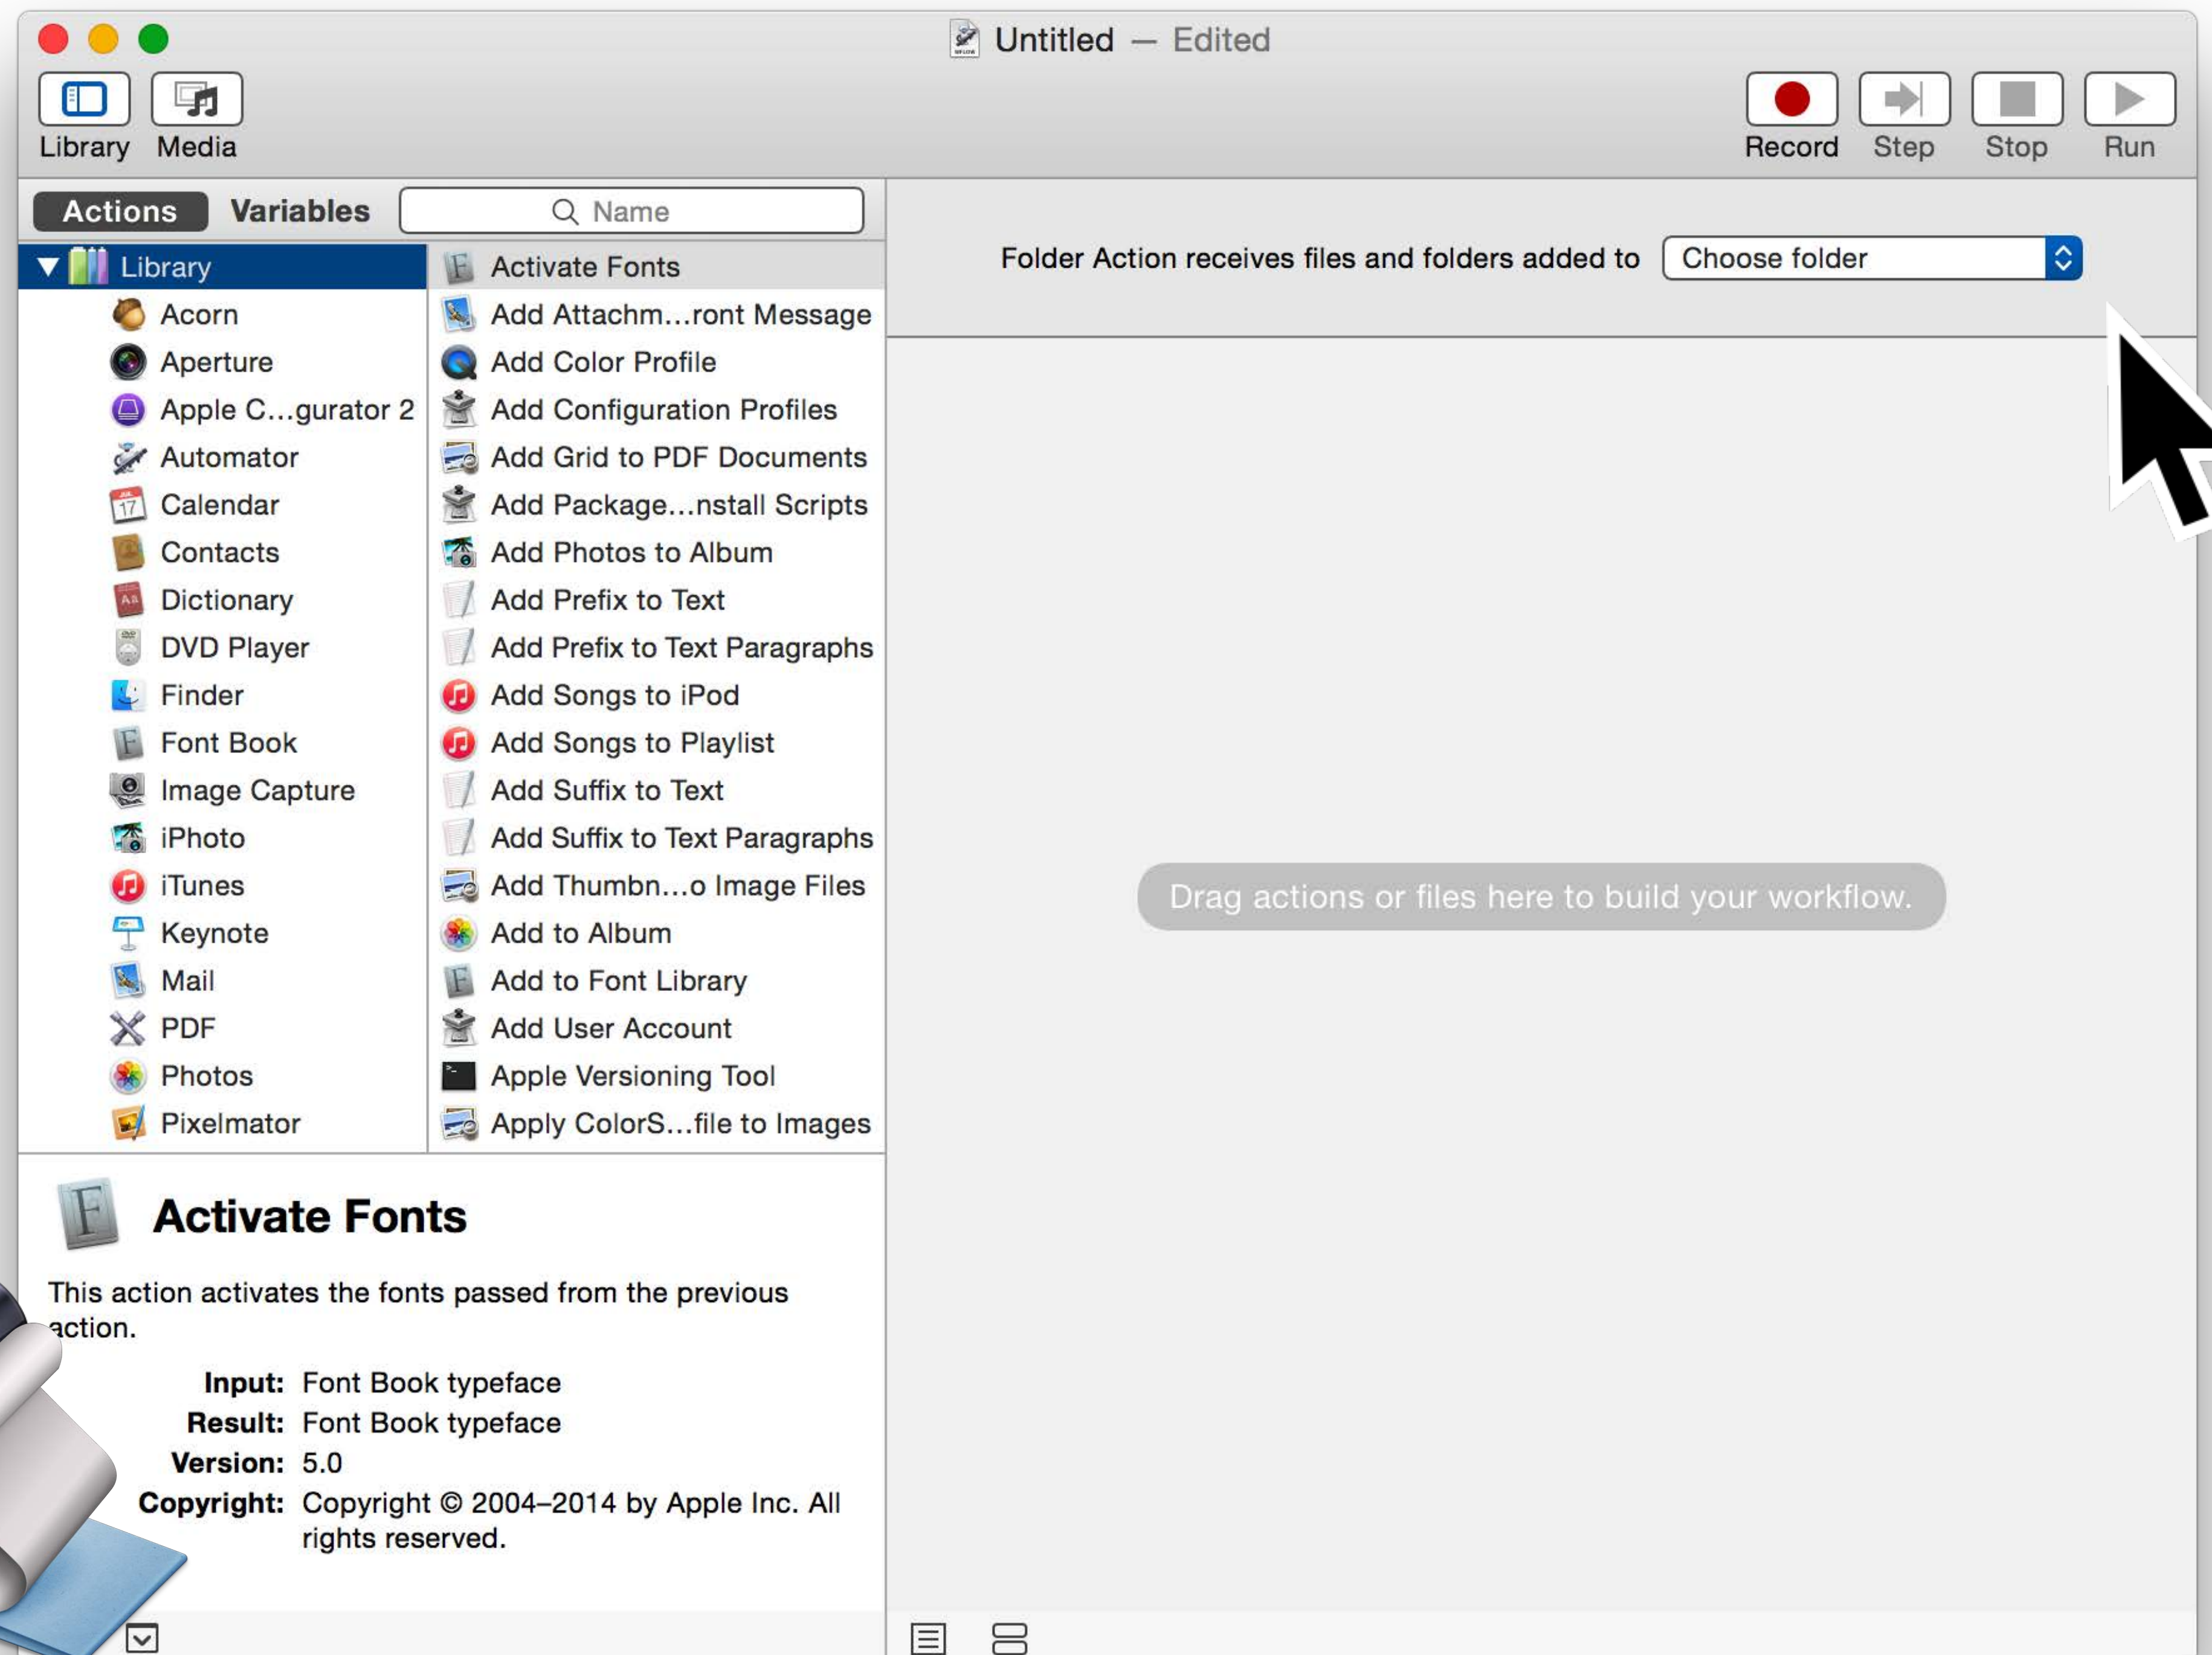 Untitled — Edited
Library
Media
Record
Step
Stop
Run
Actions
Variables
Name
Folder Action receives files and folders added to
Choose folder
Library
Acorn
Aperture
Apple C...gurator 2
Automator
Calendar
Contacts
Dictionary
DVD Player
Finder
Font Book
Image Capture
iPhoto
iTunes
Keynote
Mail
PDF
Photos
Pixelmator
Activate Fonts
Add Attachm...ront Message
Add Color Profile
Add Configuration Profiles
Add Grid to PDF Documents
Add Package...nstall Scripts
Add Photos to Album
Add Prefix to Text
Add Prefix to Text Paragraphs
Add Songs to iPod
Add Songs to Playlist
Add Suffix to Text
Add Suffix to Text Paragraphs
Add Thumbn...o Image Files
Add to Album
Add to Font Library
Add User Account
Apple Versioning Tool
Apply ColorS...file to Images
Drag actions or files here to build your workflow.
Activate Fonts
This action activates the fonts passed from the previous
action.
Input: Font Book typeface
Result: Font Book typeface
Version: 5.0
Copyright: Copyright © 2004–2014 by Apple Inc. All
rights reserved.